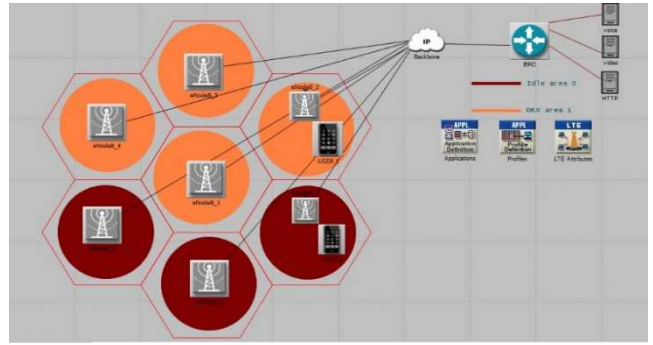 voice
IP
Backbone
EPC
video
HTTP
Idle area 0
DRX area 1
eNodeB_3
eNodeB_2
eNodeB_4
USER_1
eNodeB_1
APPL
Application
Definition
Applications
APPL
Profile
Definition
Profiles
LTE
LTE Attributes